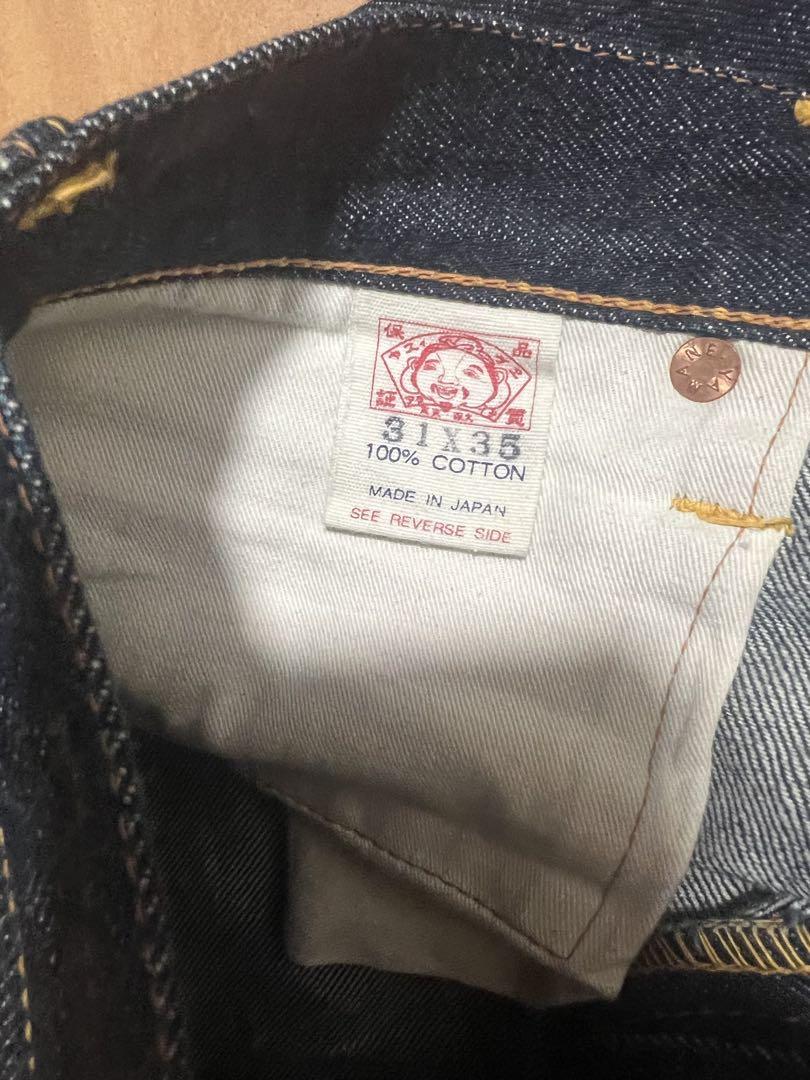 保 品
証 質
31X35
100% COTTON
MADE IN JAPAN
SEE REVERSE SIDE